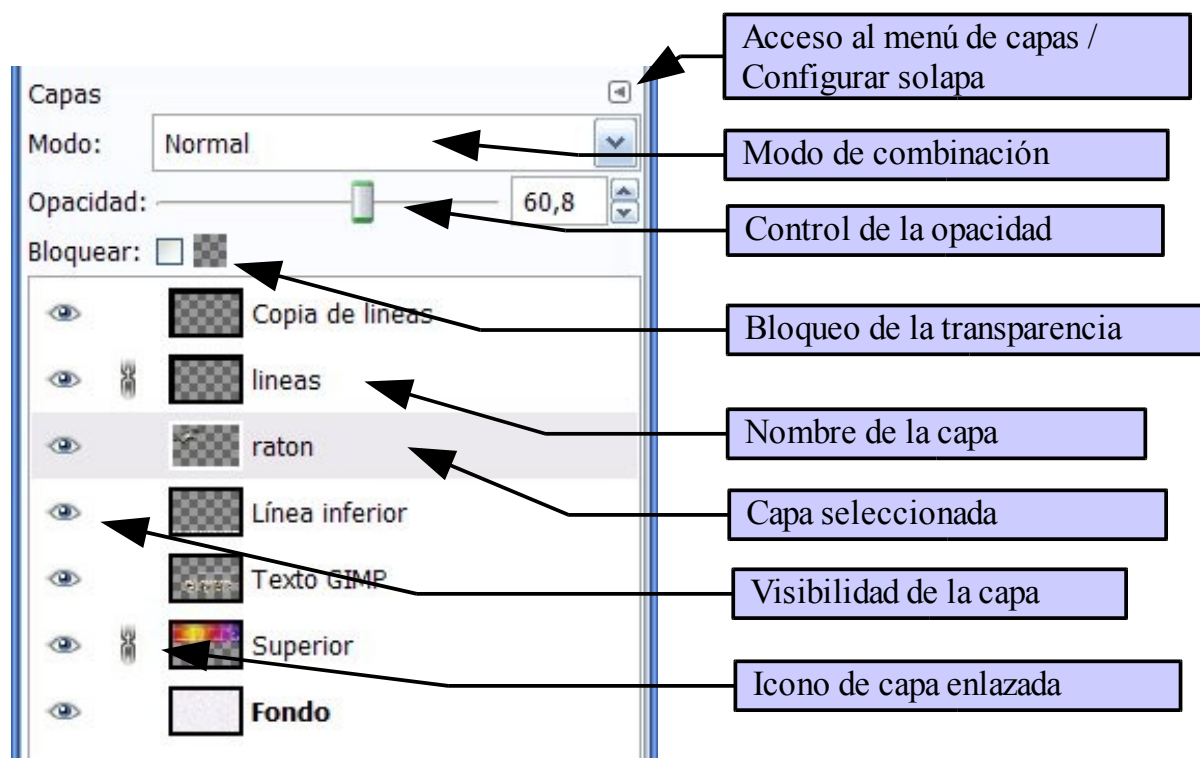 Acceso al menú de capas /
Configurar solapa
Capas
Modo: Normal
Modo de combinación
Opacidad: 60,8
Control de la opacidad
Bloquear:
Copia de lineas
Bloqueo de la transparencia
lineas
Nombre de la capa
raton
Capa seleccionada
Línea inferior
Texto GIMP
Visibilidad de la capa
Superior
Icono de capa enlazada
Fondo